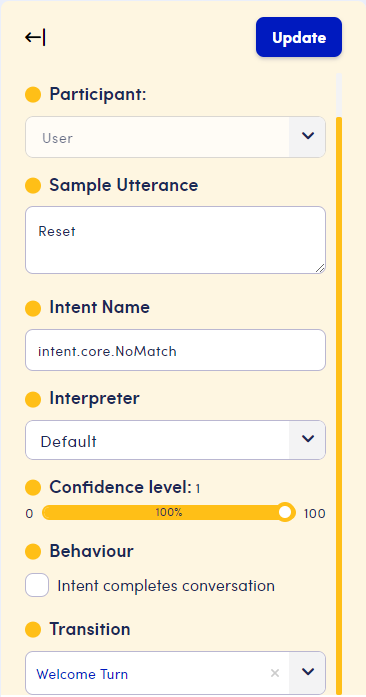 Update
Participant:
User
Sample Utterance
Reset
Intent Name
intent.core.NoMatch
Interpreter
Default
Confidence level: 1
0 100% 100
Behaviour
Intent completes conversation
Transition
Welcome Turn